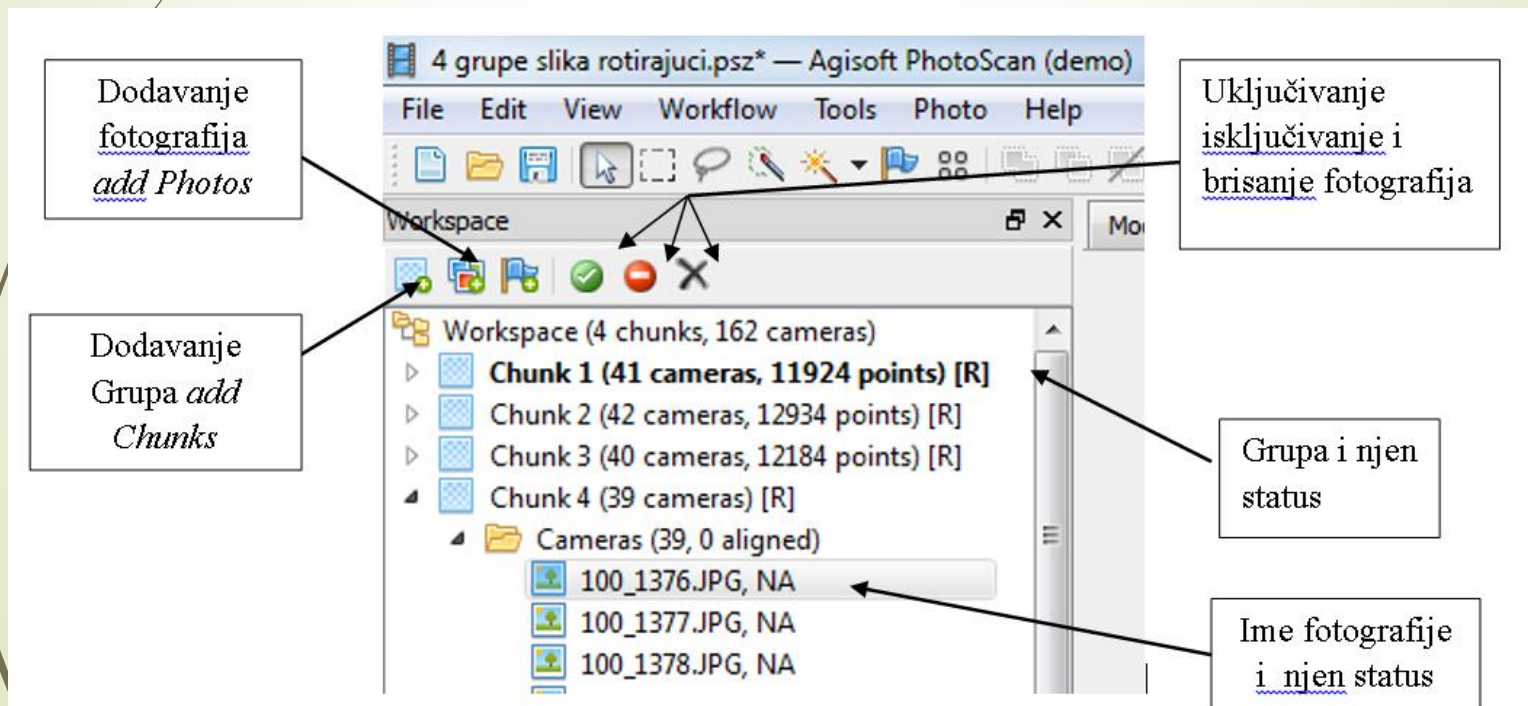 Dodavanje
fotografija
add Photos
Dodavanje
Grupa add
Chunks
4 grupe slika rotirajuci.psz* — Agisoft PhotoScan (demo)
File Edit View Workflow Tools Photo Help
Workspace
Workspace (4 chunks, 162 cameras)
Chunk 1 (41 cameras, 11924 points) [R]
Chunk 2 (42 cameras, 12934 points) [R]
Chunk 3 (40 cameras, 12184 points) [R]
Chunk 4 (39 cameras) [R]
Cameras (39, 0 aligned)
100_1376.JPG, NA
100_1377.JPG, NA
100_1378.JPG, NA
Uključivanje
isključivanje i
brisanje fotografija
Grupa i njen
status
Ime fotografije
i njen status